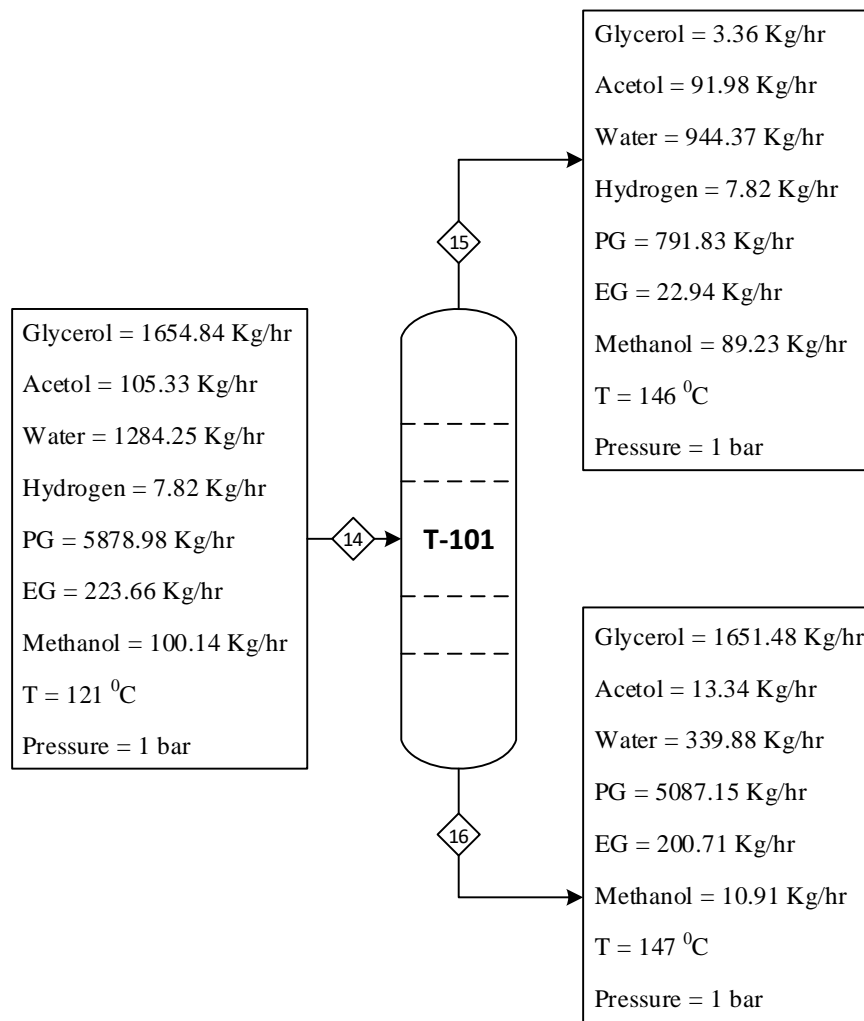 Glycerol = 3.36 Kg/hr
Acetol = 91.98 Kg/hr
Water = 944.37 Kg/hr
Hydrogen = 7.82 Kg/hr
PG = 791.83 Kg/hr
EG = 22.94 Kg/hr
Methanol = 89.23 Kg/hr
T = 146 ⁰C
Pressure = 1 bar
15
Glycerol = 1654.84 Kg/hr
Acetol = 105.33 Kg/hr
Water = 1284.25 Kg/hr
Hydrogen = 7.82 Kg/hr
PG = 5878.98 Kg/hr
EG = 223.66 Kg/hr
Methanol = 100.14 Kg/hr
T = 121 ⁰C
Pressure = 1 bar
14
T-101
16
Glycerol = 1651.48 Kg/hr
Acetol = 13.34 Kg/hr
Water = 339.88 Kg/hr
PG = 5087.15 Kg/hr
EG = 200.71 Kg/hr
Methanol = 10.91 Kg/hr
T = 147 ⁰C
Pressure = 1 bar